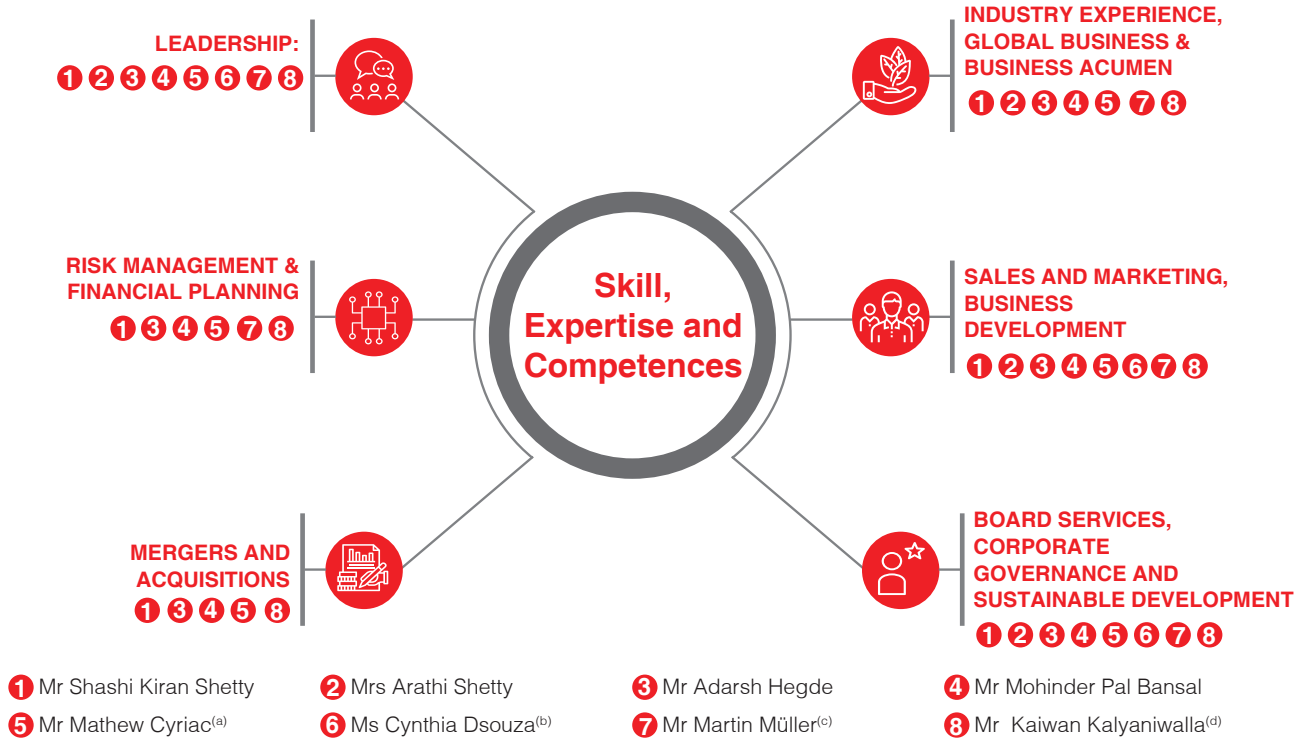 LEADERSHIP:
1 2 3 4 5 6 7 8
INDUSTRY EXPERIENCE,
GLOBAL BUSINESS &
BUSINESS ACUMEN
1 2 3 4 5 7 8
RISK MANAGEMENT &
FINANCIAL PLANNING
1 3 4 5 7 8
Skill,
Expertise and
Competences
SALES AND MARKETING,
BUSINESS
DEVELOPMENT
1 2 3 4 5 6 7 8
MERGERS AND
ACQUISITIONS
1 3 4 5 8
BOARD SERVICES,
CORPORATE
GOVERNANCE AND
SUSTAINABLE DEVELOPMENT
1 2 3 4 5 6 7 8
1 Mr Shashi Kiran Shetty 2 Mrs Arathi Shetty 3 Mr Adarsh Hegde 4 Mr Mohinder Pal Bansal
5 Mr Mathew Cyriac(a) 6 Ms Cynthia Dsouza(b) 7 Mr Martin Müller(c) 8 Mr Kaiwan Kalyaniwalla(d)